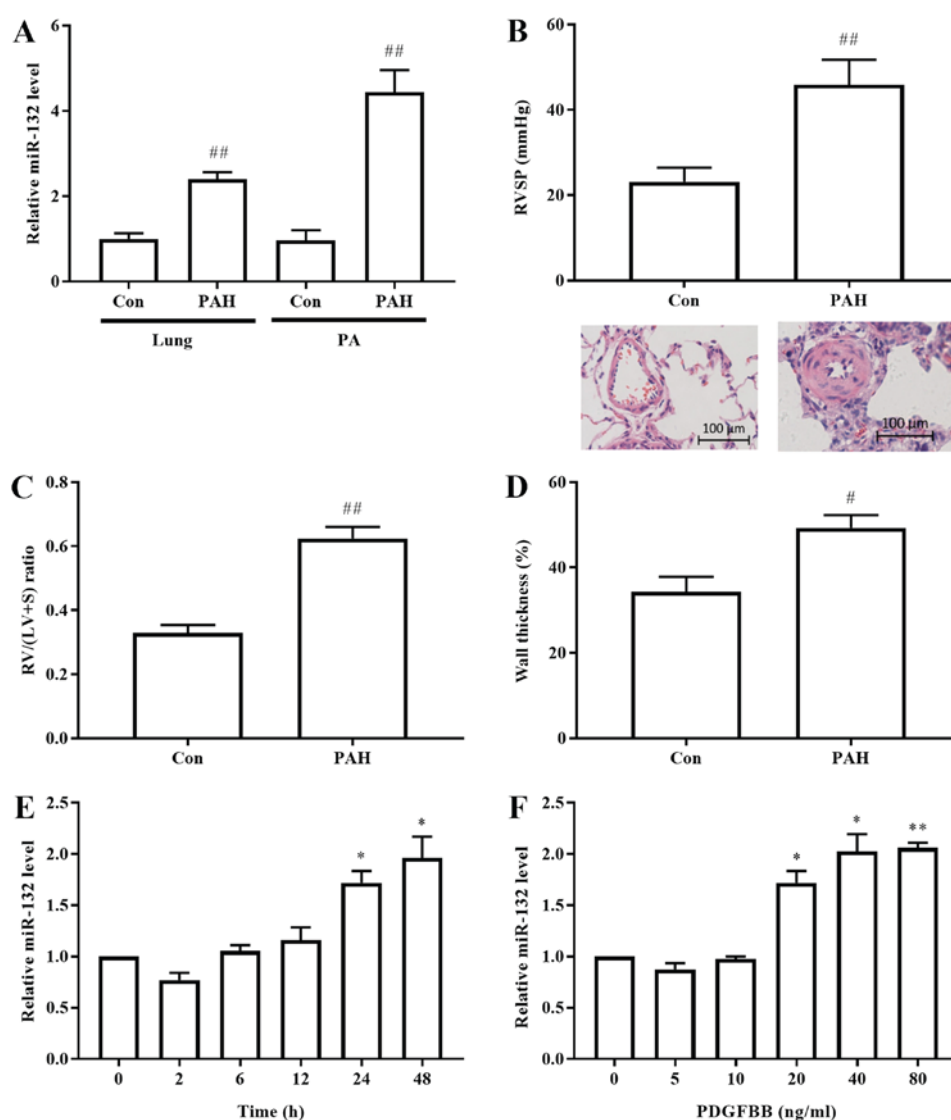 A
Relative miR-132 level
6
4
2
0
##
##
Con
PAH
Con
PAH
Lung
PA
B
RVSP (mmHg)
60
40
20
0
##
Con
PAH
100 μm
100 μm
C
RV/(LV+S) ratio
0.8
0.6
0.4
0.2
0.0
##
Con
PAH
D
Wall thickness (%)
60
40
20
0
#
Con
PAH
E
Relative miR-132 level
2.5
2.0
1.5
1.0
0.5
0.0
*
*
0
2
6
12
24
48
Time (h)
F
Relative miR-132 level
2.5
2.0
1.5
1.0
0.5
0.0
*
*
**
0
5
10
20
40
80
PDGFBB (ng/ml)